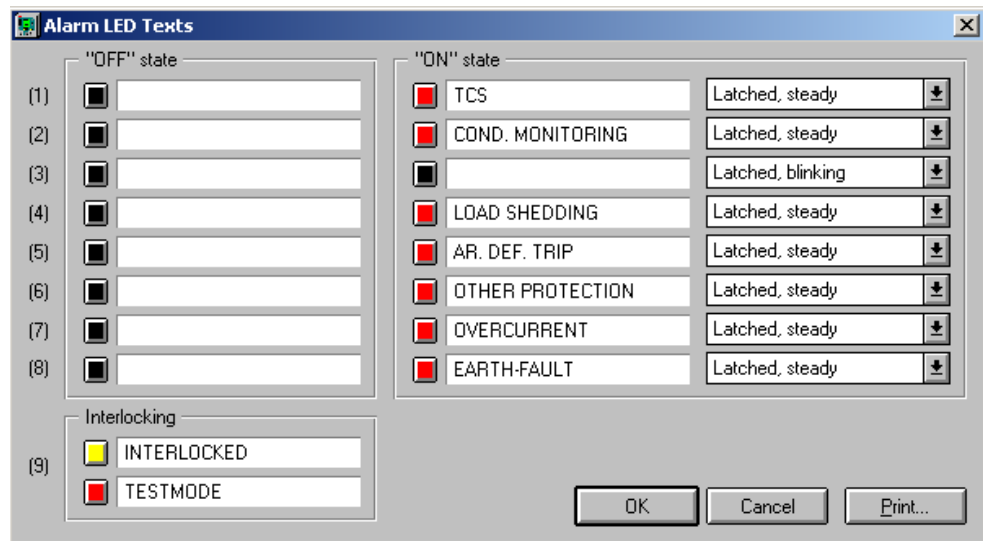 Alarm LED Texts
"OFF" state
"ON" state
(1) TCS Latched, steady
(2) COND. MONITORING Latched, steady
(3) Latched, blinking
(4) LOAD SHEDDING Latched, steady
(5) AR. DEF. TRIP Latched, steady
(6) OTHER PROTECTION Latched, steady
(7) OVERCURRENT Latched, steady
(8) EARTH-FAULT Latched, steady
Interlocking
(9)
INTERLOCKED
TESTMODE
OK Cancel Print...